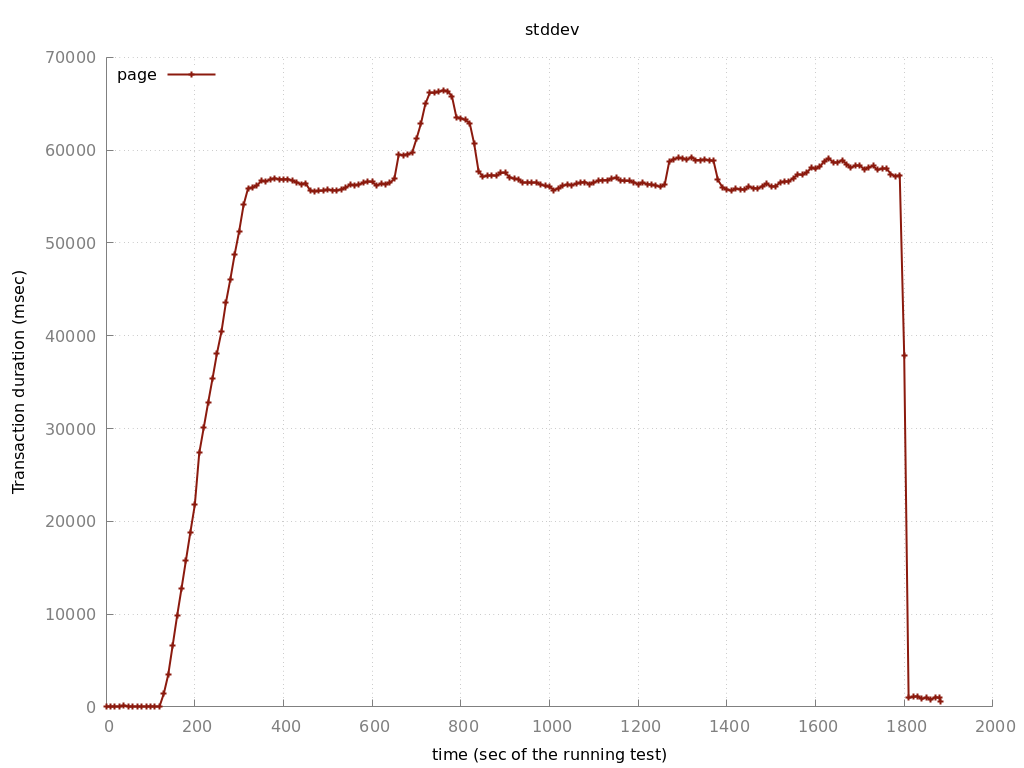 stddev
70000
page
60000
50000
40000
30000
20000
10000
0
0 200 400 600 800 1000 1200 1400 1600 1800 2000
Transaction duration (msec)
time (sec of the running test)